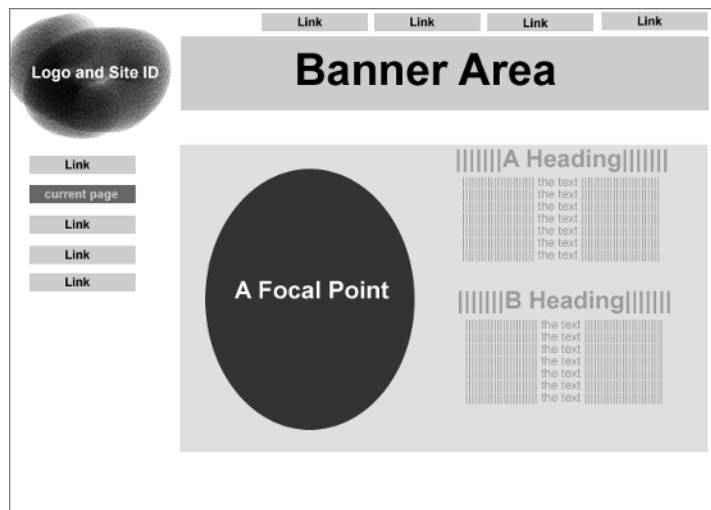 Link
Link
Link
Link
Logo and Site ID
Banner Area
Link
current page
Link
Link
Link
A Focal Point
|||||||A Heading|||||||
the text
the text
the text
the text
the text
the text
the text
|||||||B Heading|||||||
the text
the text
the text
the text
the text
the text
the text